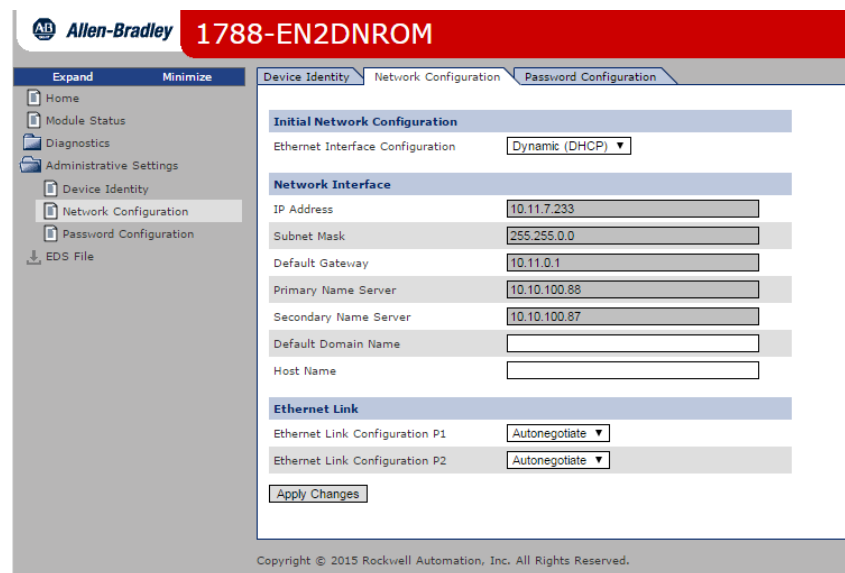 AB Allen-Bradley 1788-EN2DNROM
Expand Minimize
Home
Module Status
Diagnostics
Administrative Settings
Device Identity
Network Configuration
Password Configuration
EDS File
Device Identity Network Configuration Password Configuration
Initial Network Configuration
Ethernet Interface Configuration Dynamic (DHCP)
Network Interface
IP Address 10.11.7.233
Subnet Mask 255.255.0.0
Default Gateway 10.11.0.1
Primary Name Server 10.10.100.88
Secondary Name Server 10.10.100.87
Default Domain Name
Host Name
Ethernet Link
Ethernet Link Configuration P1 Autonegotiate
Ethernet Link Configuration P2 Autonegotiate
Apply Changes
Copyright © 2015 Rockwell Automation, Inc. All Rights Reserved.